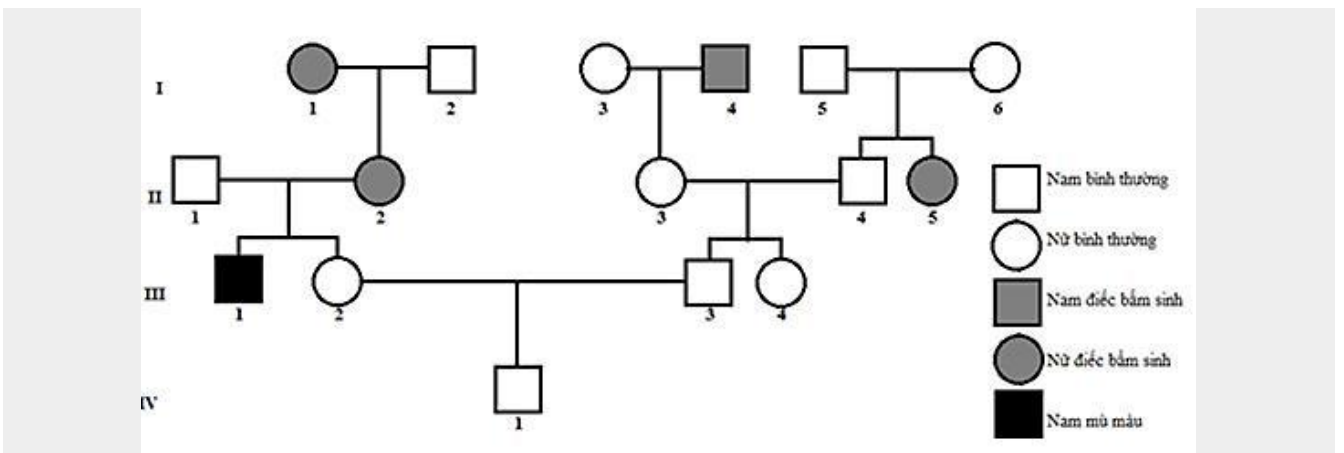 I
1
2
3
4
5
6
II
1
2
3
4
5
III
1
2
3
4
IV
1
Nam bình thường
Nữ bình thường
Nam điếc bẩm sinh
Nữ điếc bẩm sinh
Nam mù màu